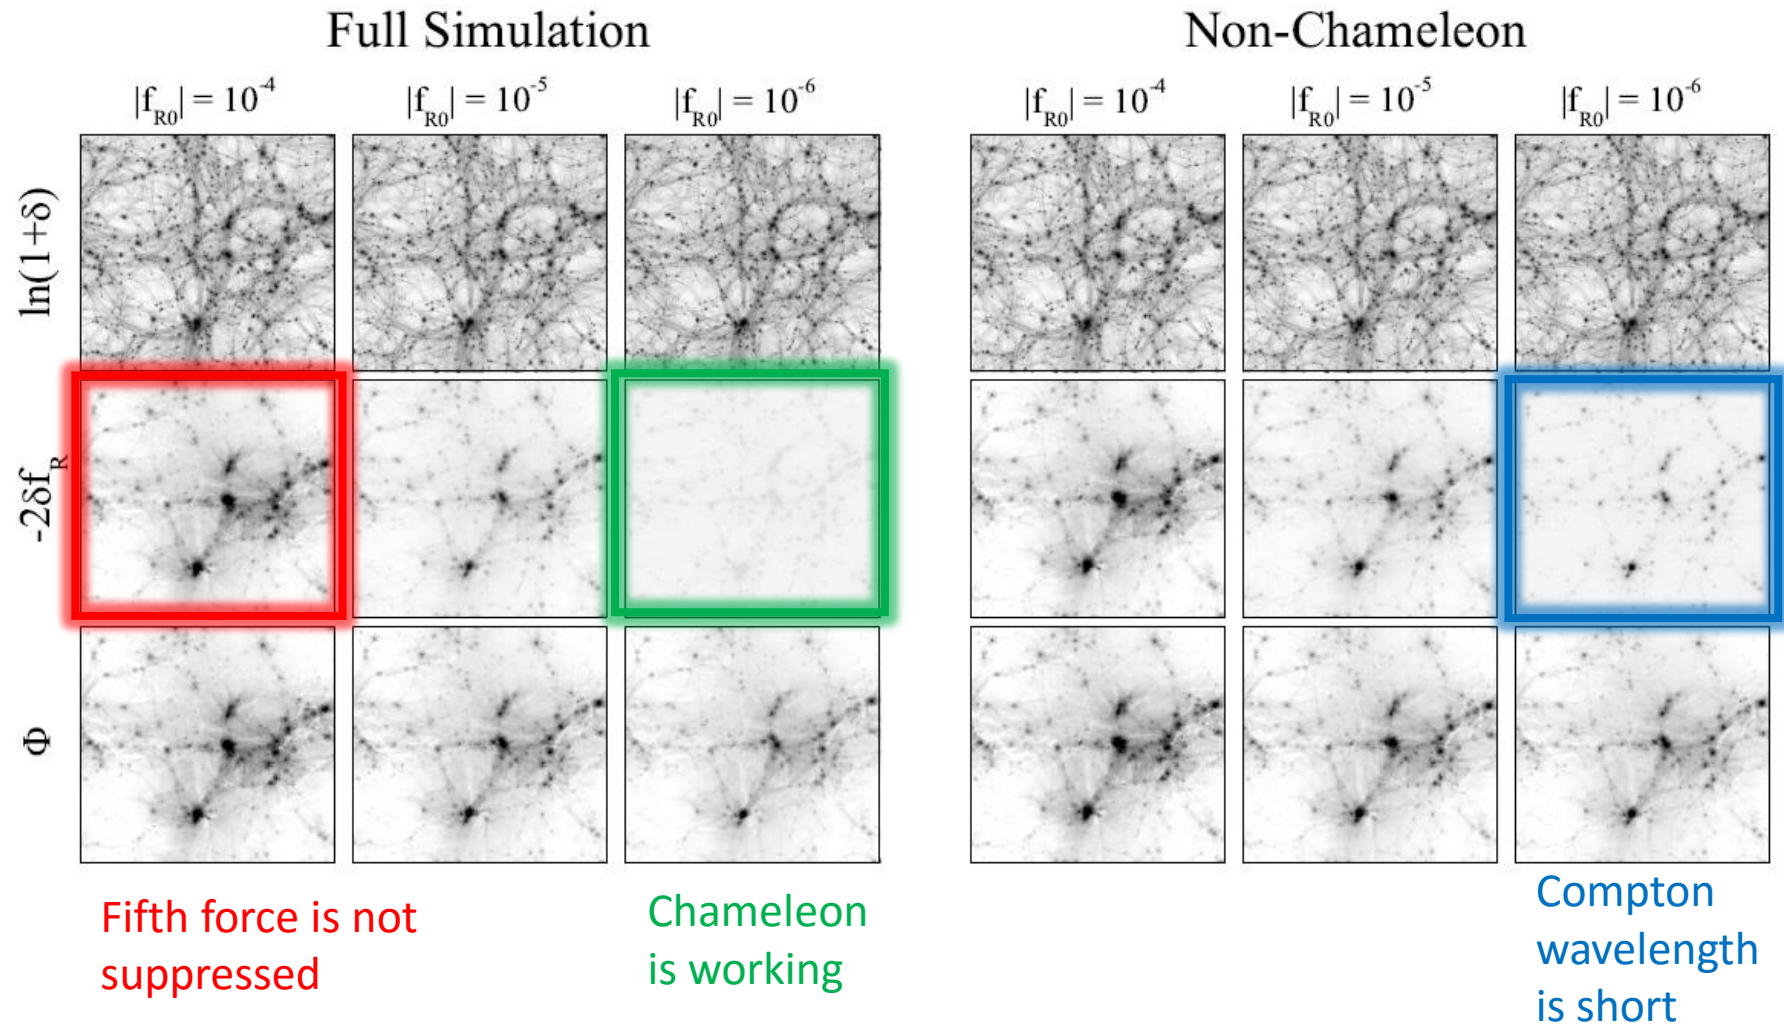 Full Simulation
Non-Chameleon
|f_R0| = 10^-4
|f_R0| = 10^-5
|f_R0| = 10^-6
|f_R0| = 10^-4
|f_R0| = 10^-5
|f_R0| = 10^-6
ln(1+δ)
-2δf_R
Φ
Fifth force is not
suppressed
Chameleon
is working
Compton
wavelength
is short